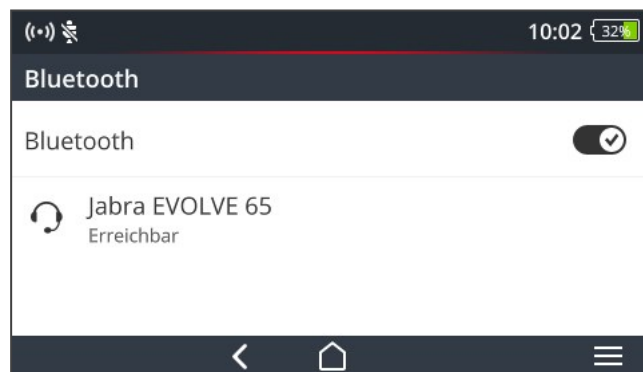 10:02 32%
Bluetooth
Bluetooth
Jabra EVOLVE 65
Erreichbar